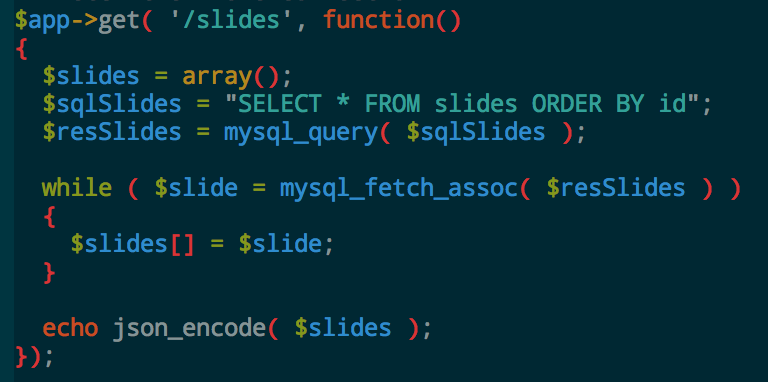 $app->get( '/slides', function()
{
  $slides = array();
  $sqlSlides = "SELECT * FROM slides ORDER BY id";
  $resSlides = mysql_query( $sqlSlides );
  while ( $slide = mysql_fetch_assoc( $resSlides ) )
  {
    $slides[] = $slide;
  }
  echo json_encode( $slides );
});